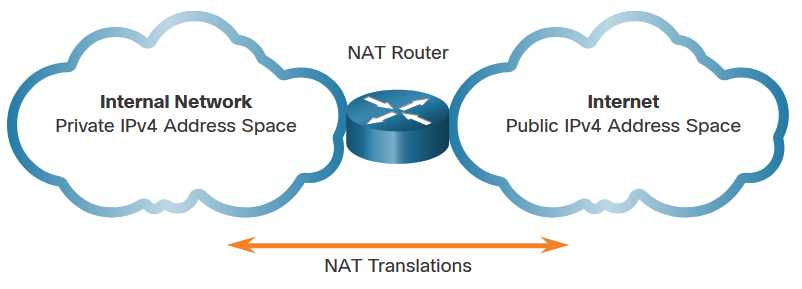 NAT Router
Internal Network
Private IPv4 Address Space
Internet
Public IPv4 Address Space
NAT Translations